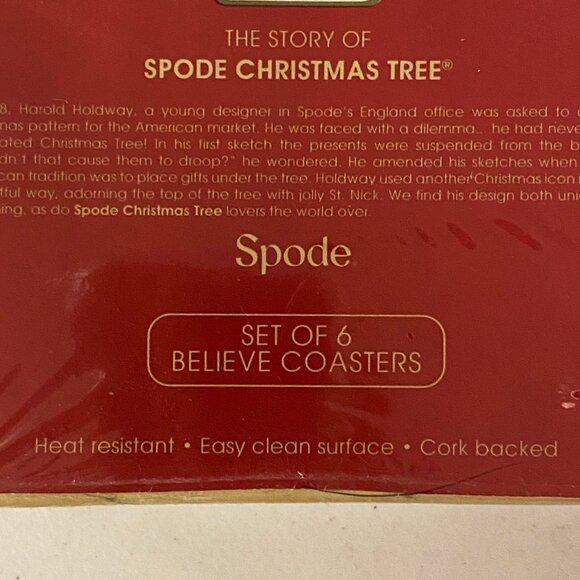 THE STORY OF
SPODE CHRISTMAS TREE®
8, Harold Holdway, a young designer in Spode's England office was asked to
mas pattern for the American market. He was faced with a dilemma... he had never
ated Christmas Tree! In his first sketch the presents were suspended from the b
dn't that cause them to droop?" he wondered. He amended his sketches when
can tradition was to place gifts under the tree. Holdway used another Christmas icon
tful way, adorning the top of the tree with jolly St. Nick. We find his design both uni
ning, as do Spode Christmas Tree lovers the world over.
Spode
SET OF 6
BELIEVE COASTERS
Heat resistant • Easy clean surface • Cork backed